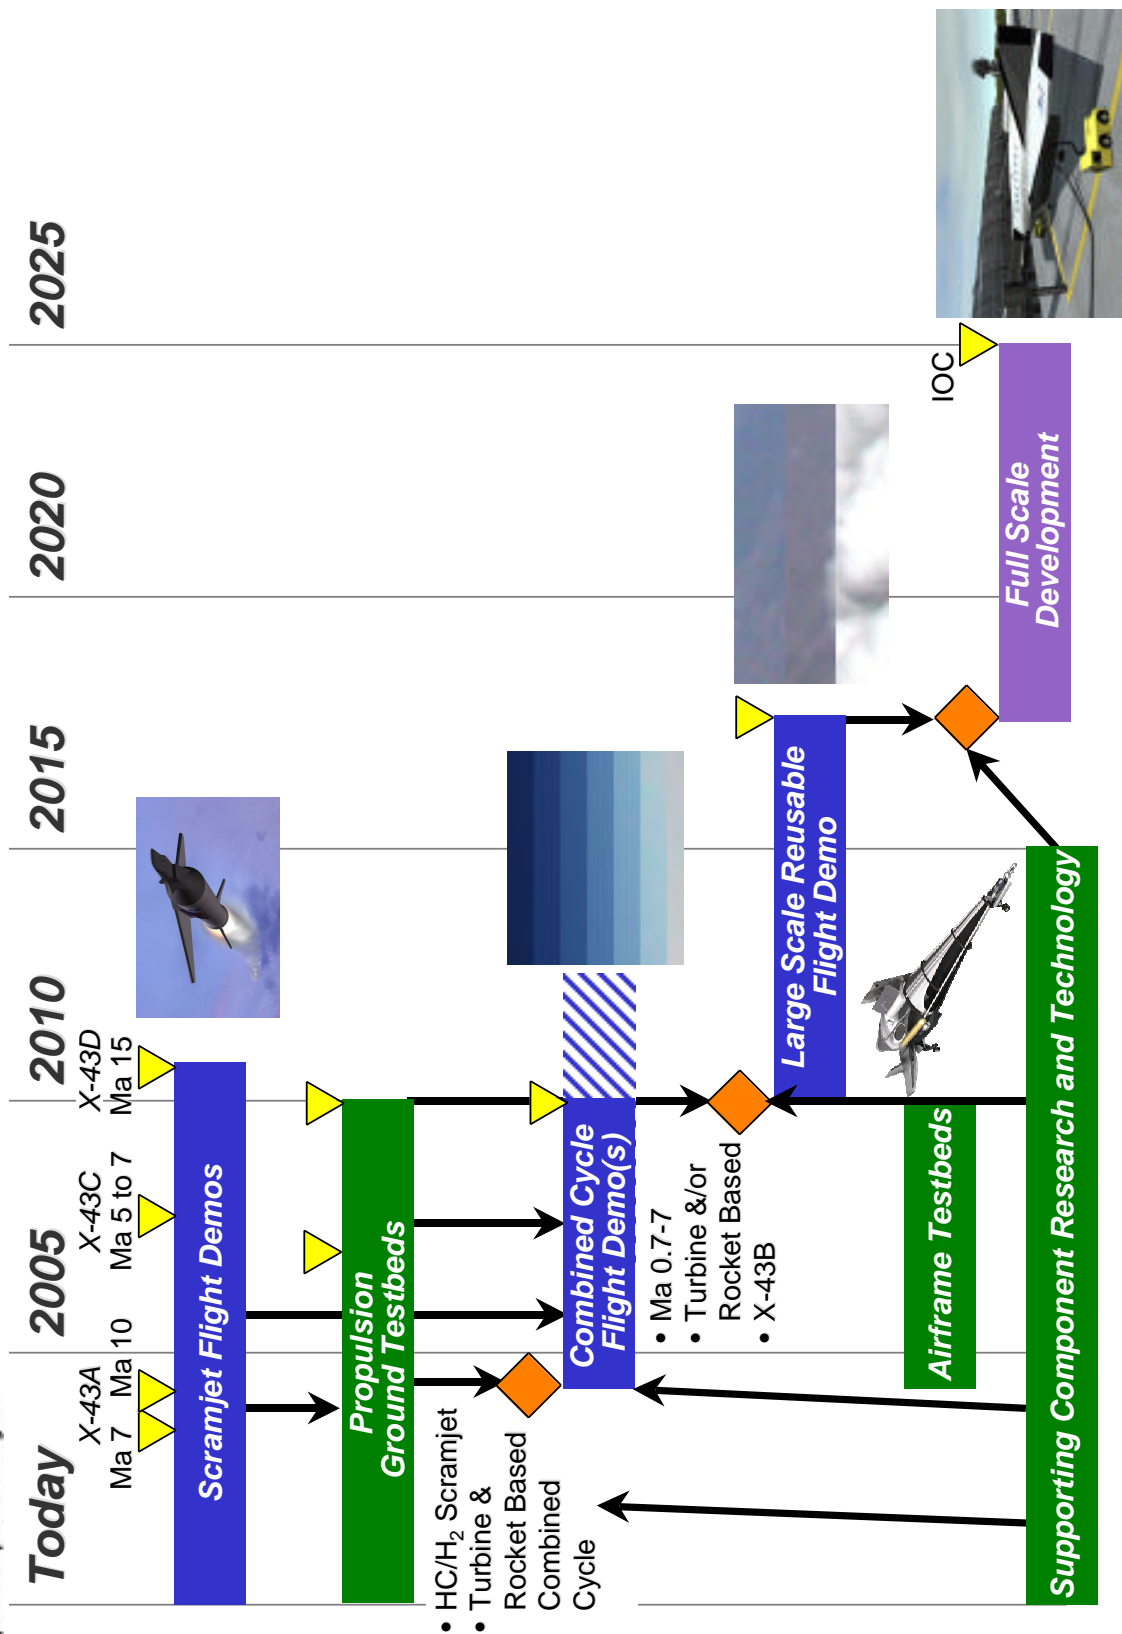 Today
2005
2010
2015
2020
2025
X-43A
Ma 7
Ma 10
X-43C
Ma 5 to 7
X-43D
Ma 15
Scramjet Flight Demos
Propulsion
Ground Testbeds
• HC/H₂ Scramjet
• Turbine &
Rocket Based
Combined
Cycle
Combined Cycle
Flight Demo(s)
• Ma 0.7-7
• Turbine &/or
Rocket Based
• X-43B
Large Scale Reusable
Flight Demo
Airframe Testbeds
IOC
Full Scale
Development
Supporting Component Research and Technology